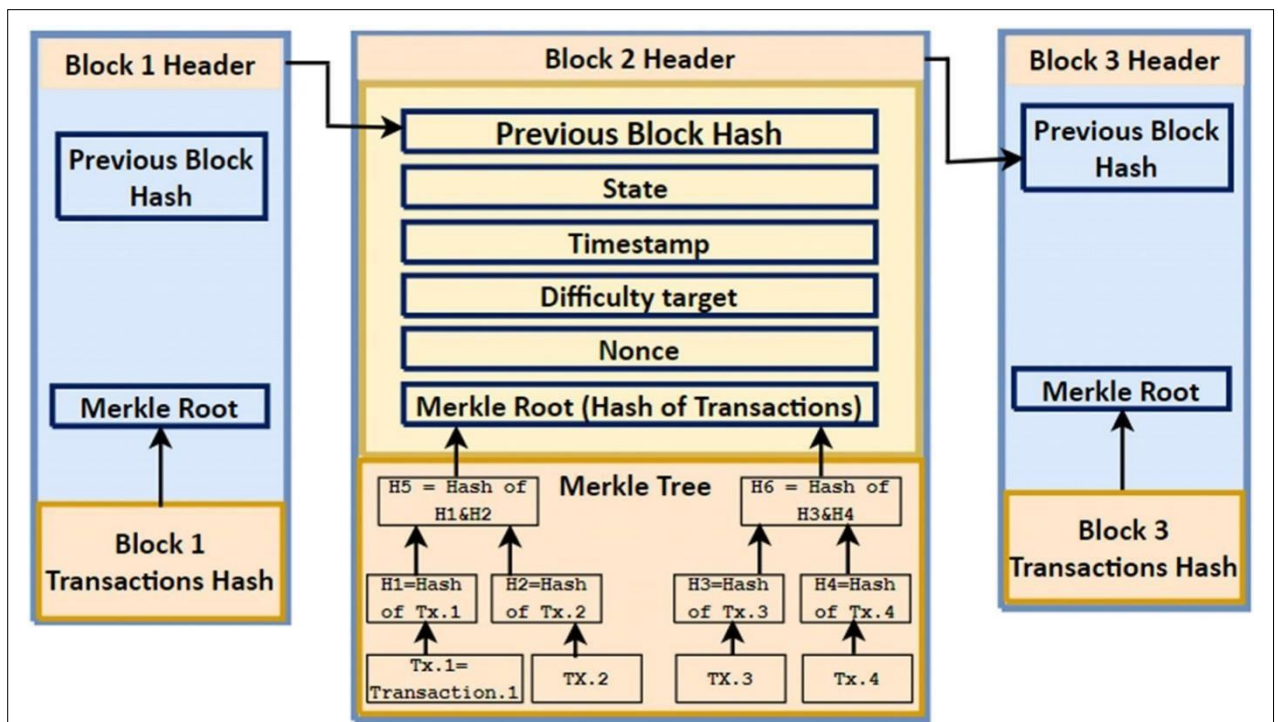 Block 1 Header
Previous Block
Hash
Merkle Root
Block 1
Transactions Hash
Block 2 Header
Previous Block Hash
State
Timestamp
Difficulty target
Nonce
Merkle Root (Hash of Transactions)
Merkle Tree
H5 = Hash of
H1&H2
H6 = Hash of
H3&H4
H1=Hash
of Tx.1
H2=Hash
of Tx.2
H3=Hash
of Tx.3
H4=Hash
of Tx.4
Tx.1=
Transaction.1
TX.2
TX.3
Tx.4
Block 3 Header
Previous Block
Hash
Merkle Root
Block 3
Transactions Hash